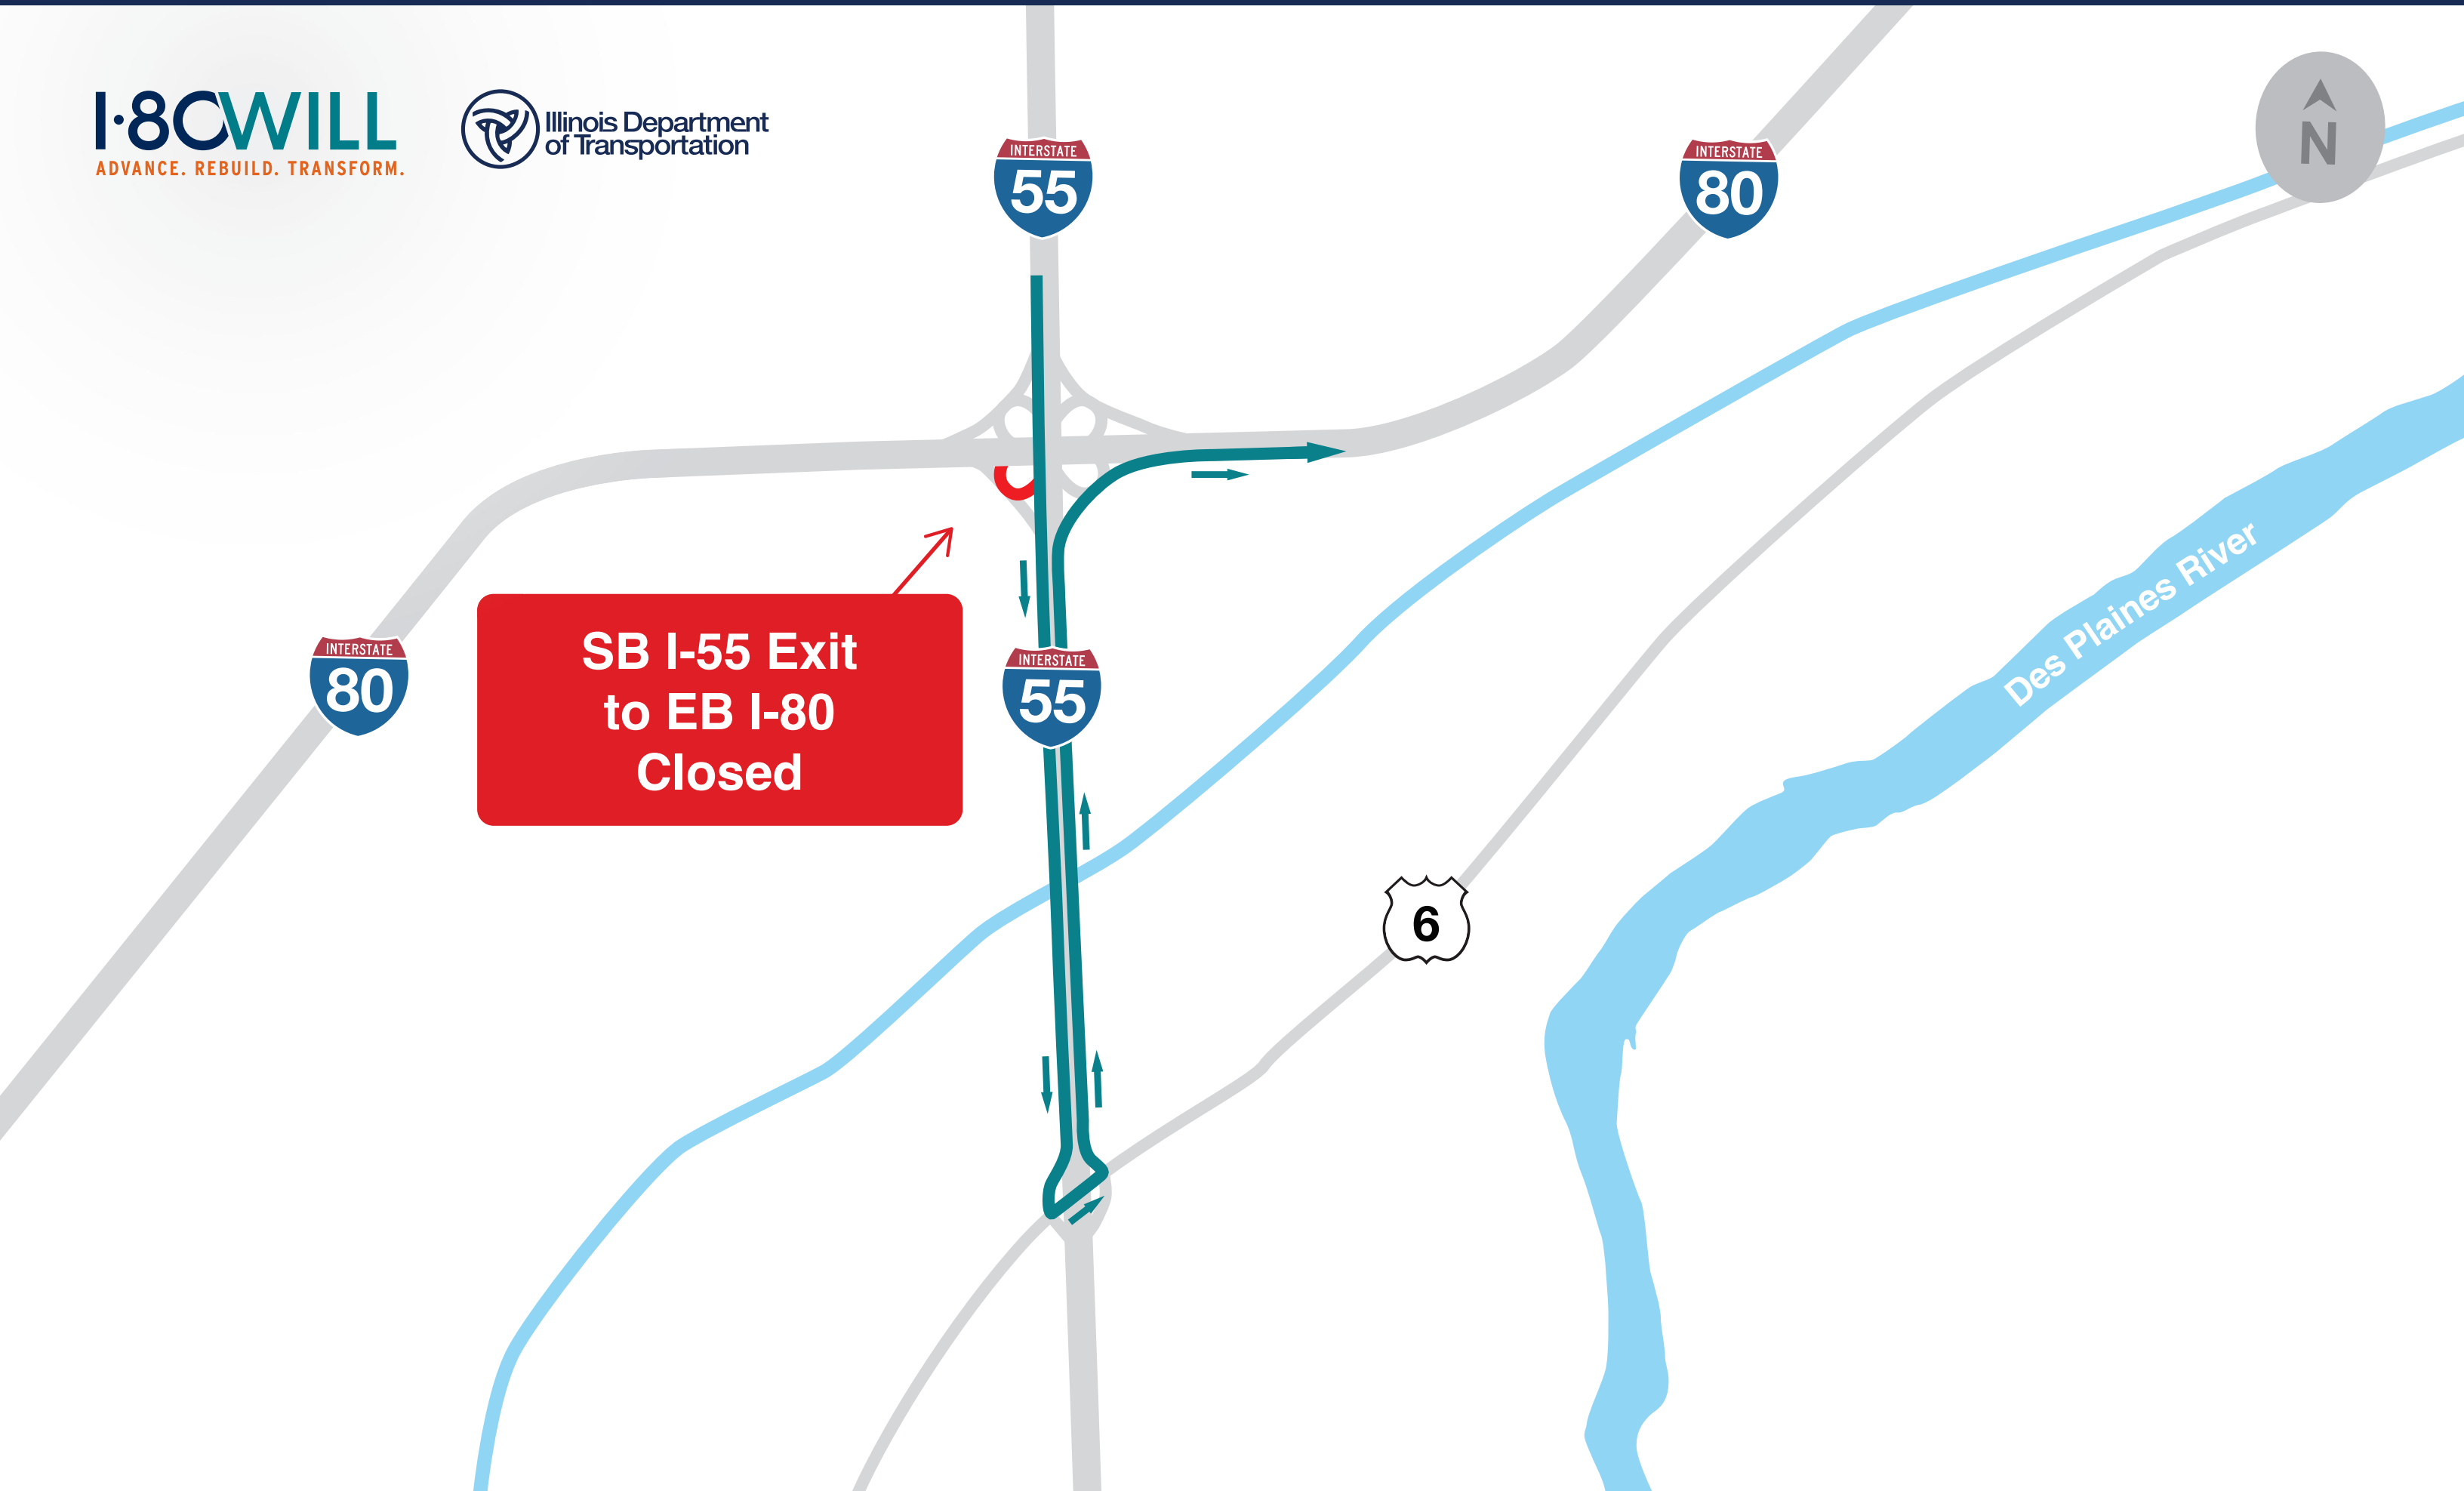 I·80WILL
ADVANCE. REBUILD. TRANSFORM.
Illinois Department
of Transportation
INTERSTATE
55
INTERSTATE
80
N
Des Plaines River
INTERSTATE
80
SB I-55 Exit
to EB I-80
Closed
INTERSTATE
55
6